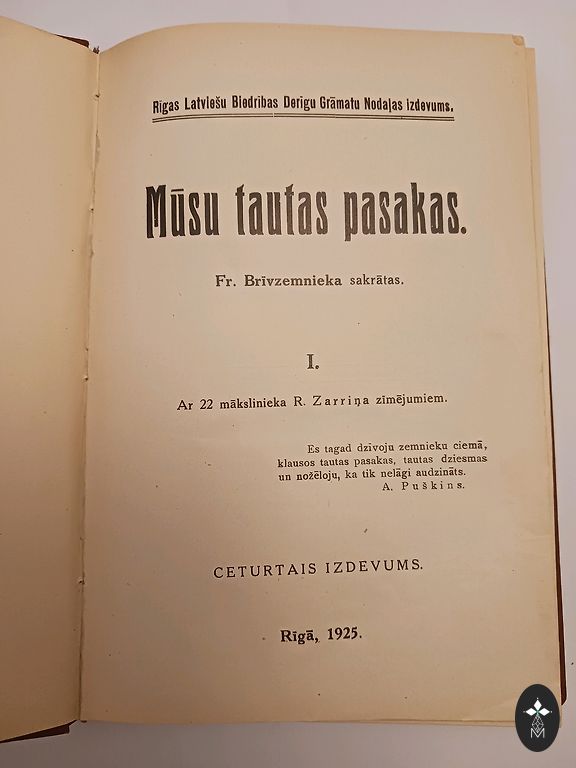 Rīgas Latviešu Biedrības Derīgu Grāmatu Nodaļas izdevums.
Mūsu tautas pasakas.
Fr. Brīvzemnieka sakrātas.
I.
Ar 22 mākslinieka R. Zarriņa zīmējumiem.
Es tagad dzīvoju zemnieku ciemā,
klausos tautas pasakas, tautas dziesmas
un nožēloju, ka tik nelāgi audzināts.
A. Puškins.
CETURTAIS IZDEVUMS.
Rīgā, 1925.
M